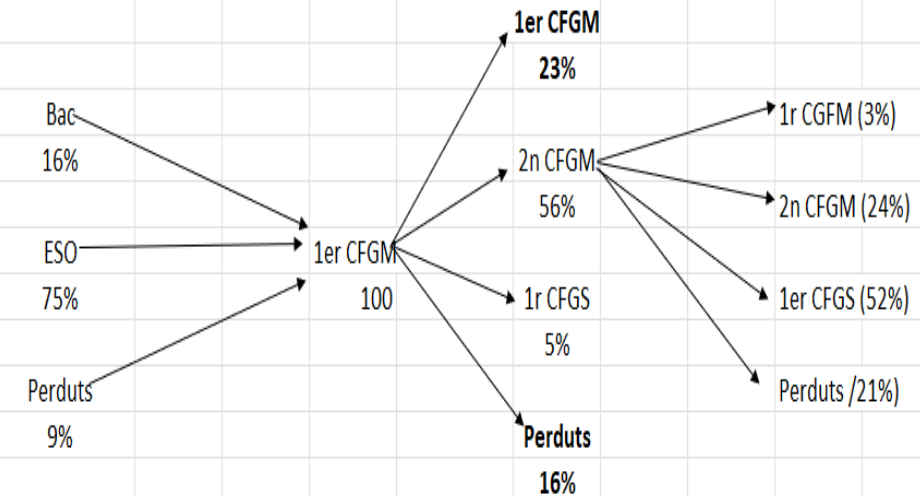 1er CFGM
23%
Bac
16%
ESO
75%
Perduts
9%
1er CFGM
100
2n CFGM
56%
1r CFGS
5%
Perduts
16%
1r CGFM (3%)
2n CFGM (24%)
1er CFGS (52%)
Perduts /21%)